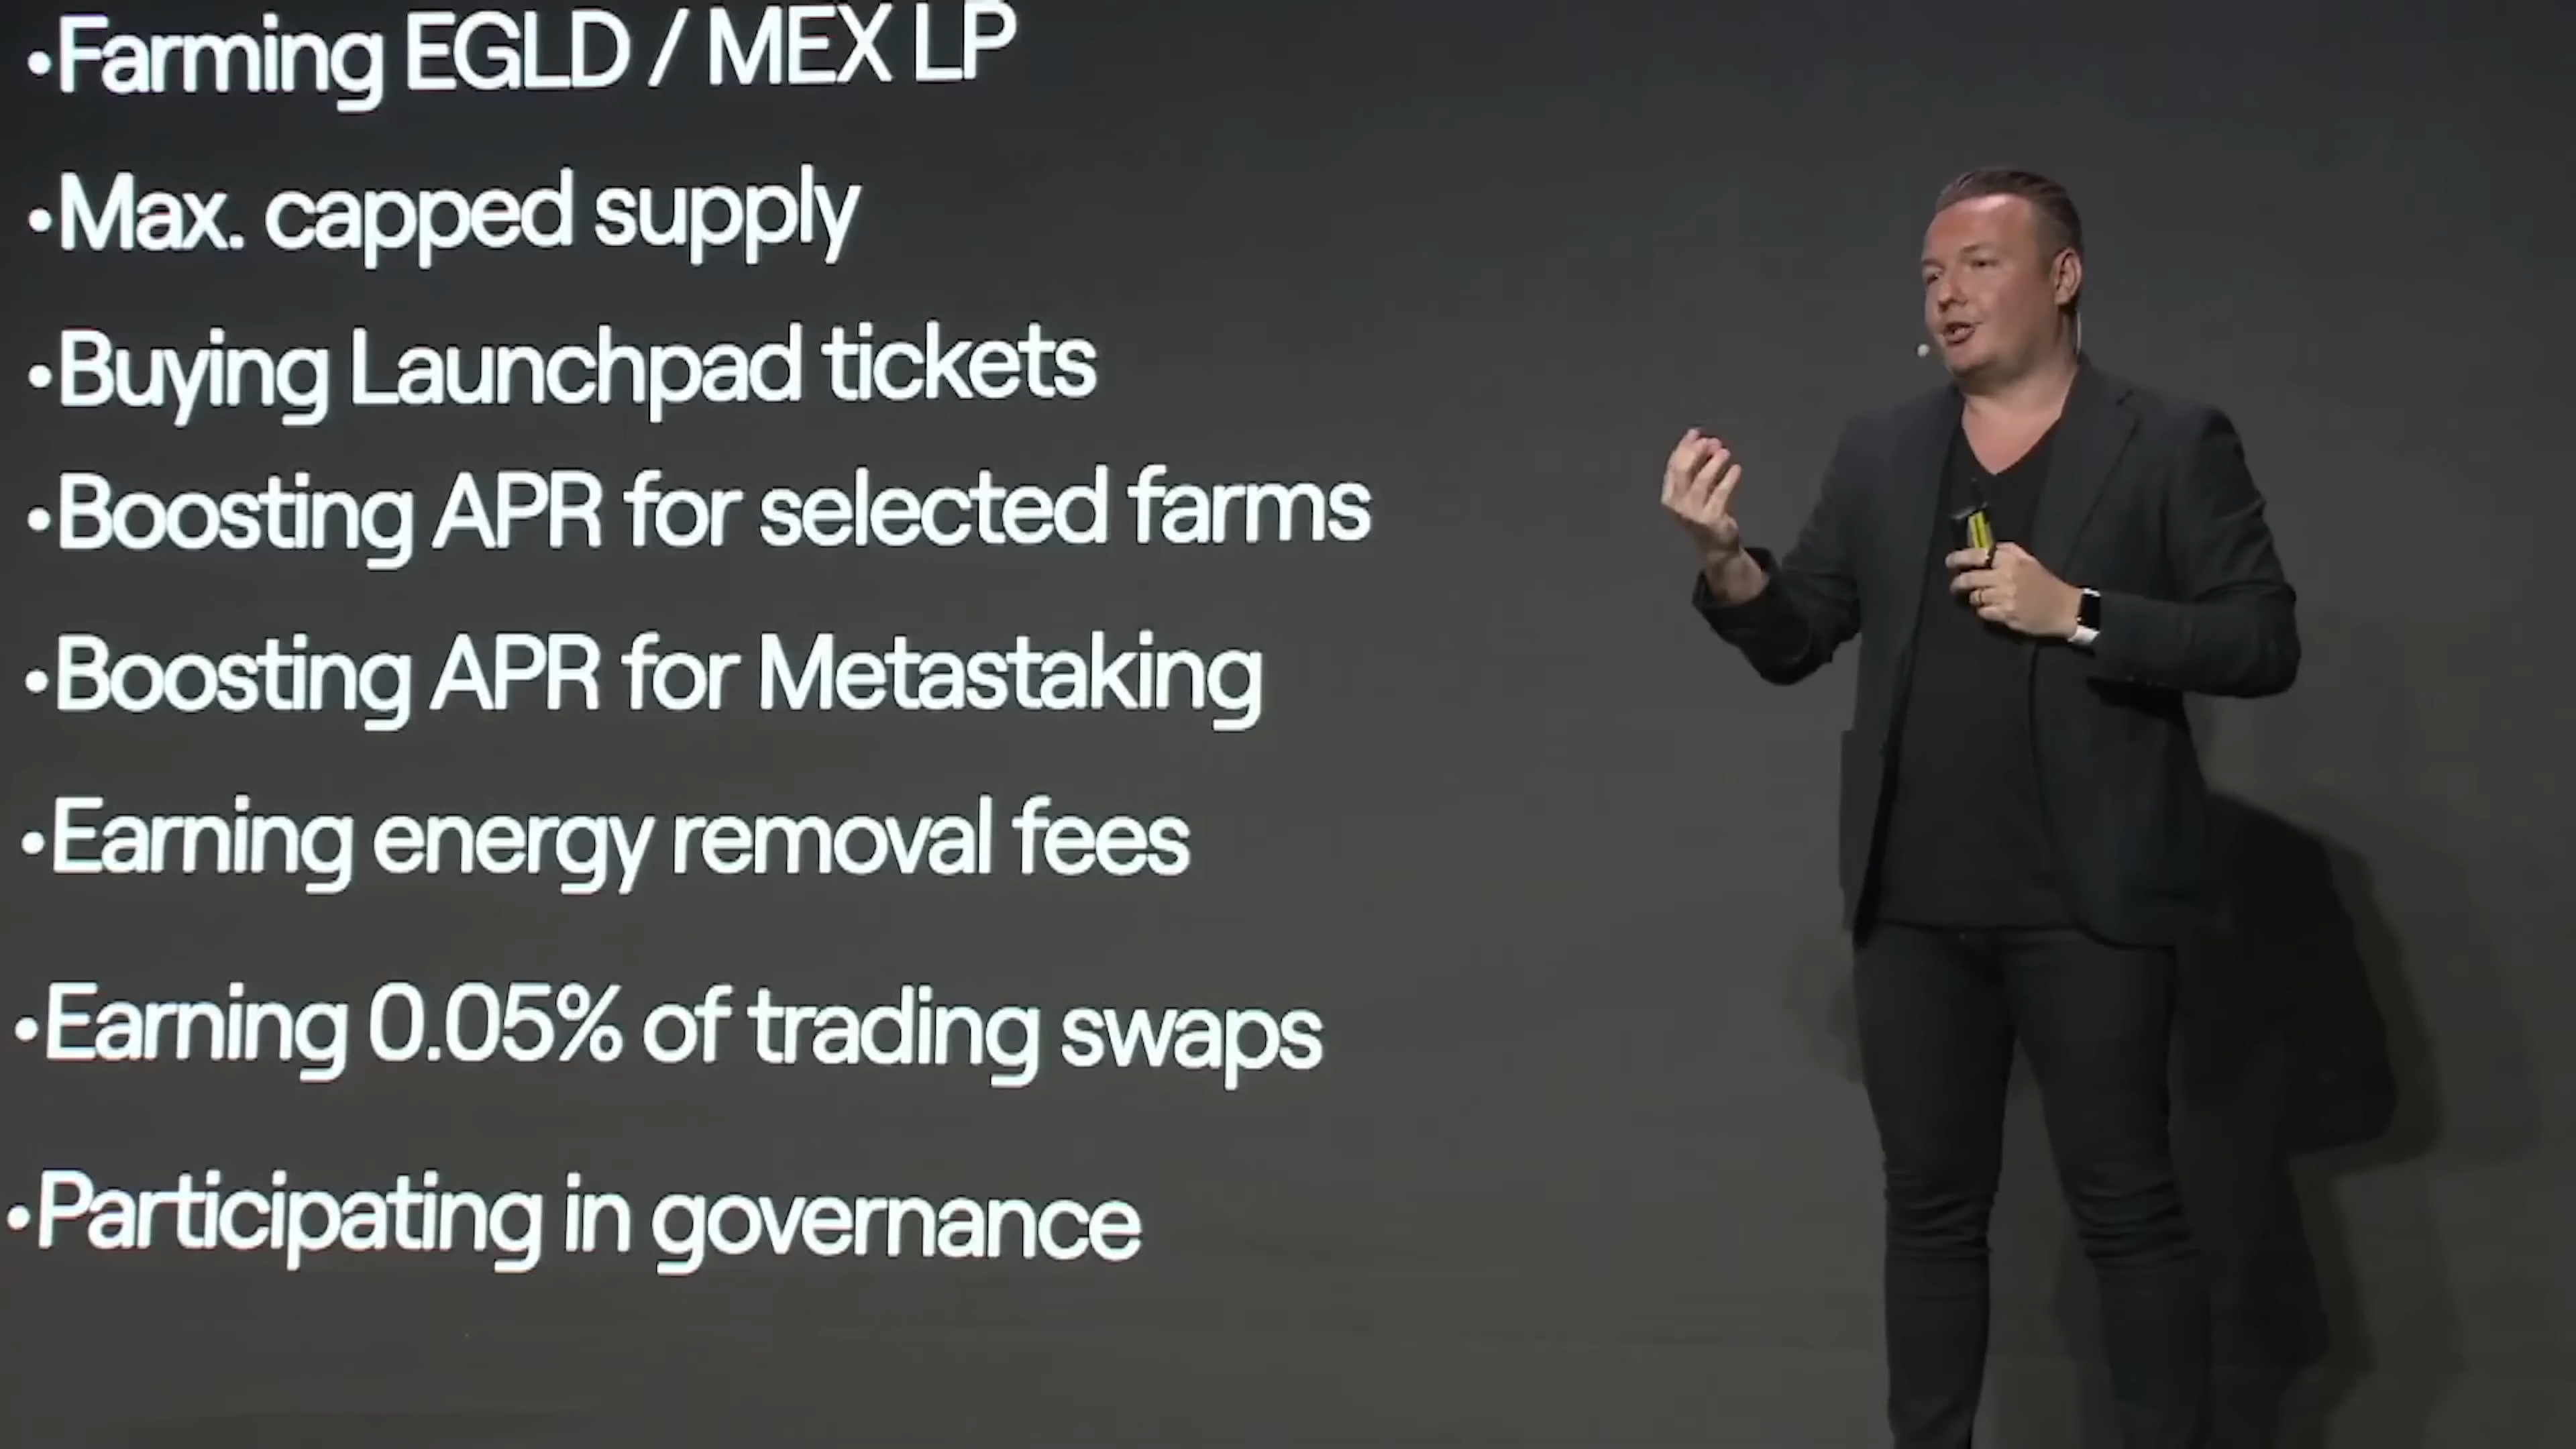 •Farming EGLD / MEX LP
•Max. capped supply
•Buying Launchpad tickets
•Boosting APR for selected farms
•Boosting APR for Metastaking
•Earning energy removal fees
•Earning 0.05% of trading swaps
•Participating in governance